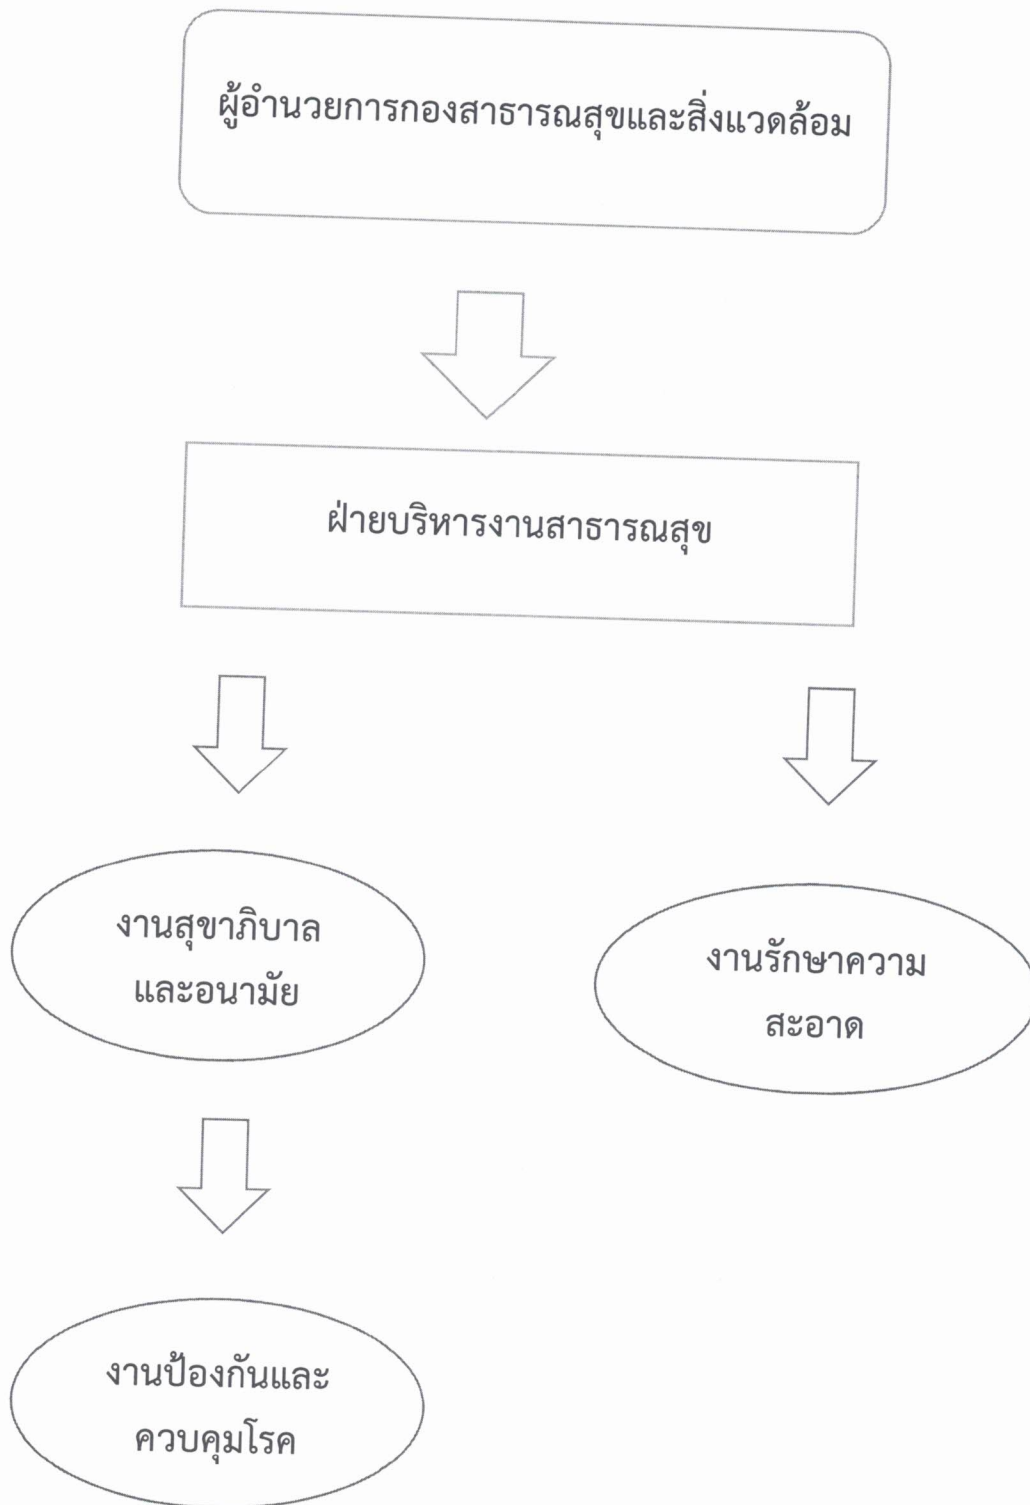 ผู้อำนวยการกองสาธารณสุขและสิ่งแวดล้อม
ฝ่ายบริหารงานสาธารณสุข
งานสุขาภิบาล
และอนามัย
งานรักษาความ
สะอาด
งานป้องกันและ
ควบคุมโรค